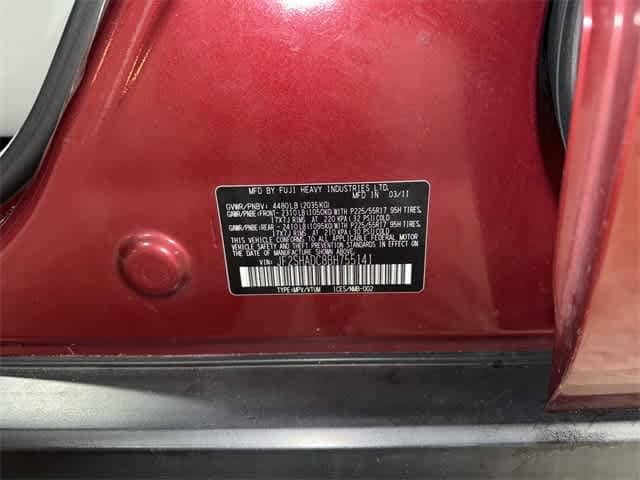 MFD BY FUJI HEAVY INDUSTRIES LTD.
MFD IN 03/11
GVWR/PNBV: 4480LB(2035KG)
GAWR/PNBE:FRONT- 2310LB(1050KG)WITH P225/55R17 95H TIRES,
17X7J RIMS AT 220 KPA(32 PSI)COLD
GAWR/PNBE:REAR- 2410LB(1095KG)WITH P225/55R17 95H TIRES,
17X7J RIMS AT 210 KPA(30 PSI)COLD
THIS VEHICLE CONFORMS TO ALL APPLICABLE FEDERAL MOTOR
VEHICLE SAFETY AND THEFT PREVENTION STANDARDS IN EFFECT ON THE
DATE OF MANUFACTURE SHOWN ABOVE.
VIN:
TYPE:MPV/VTUM ICES/NMB-002